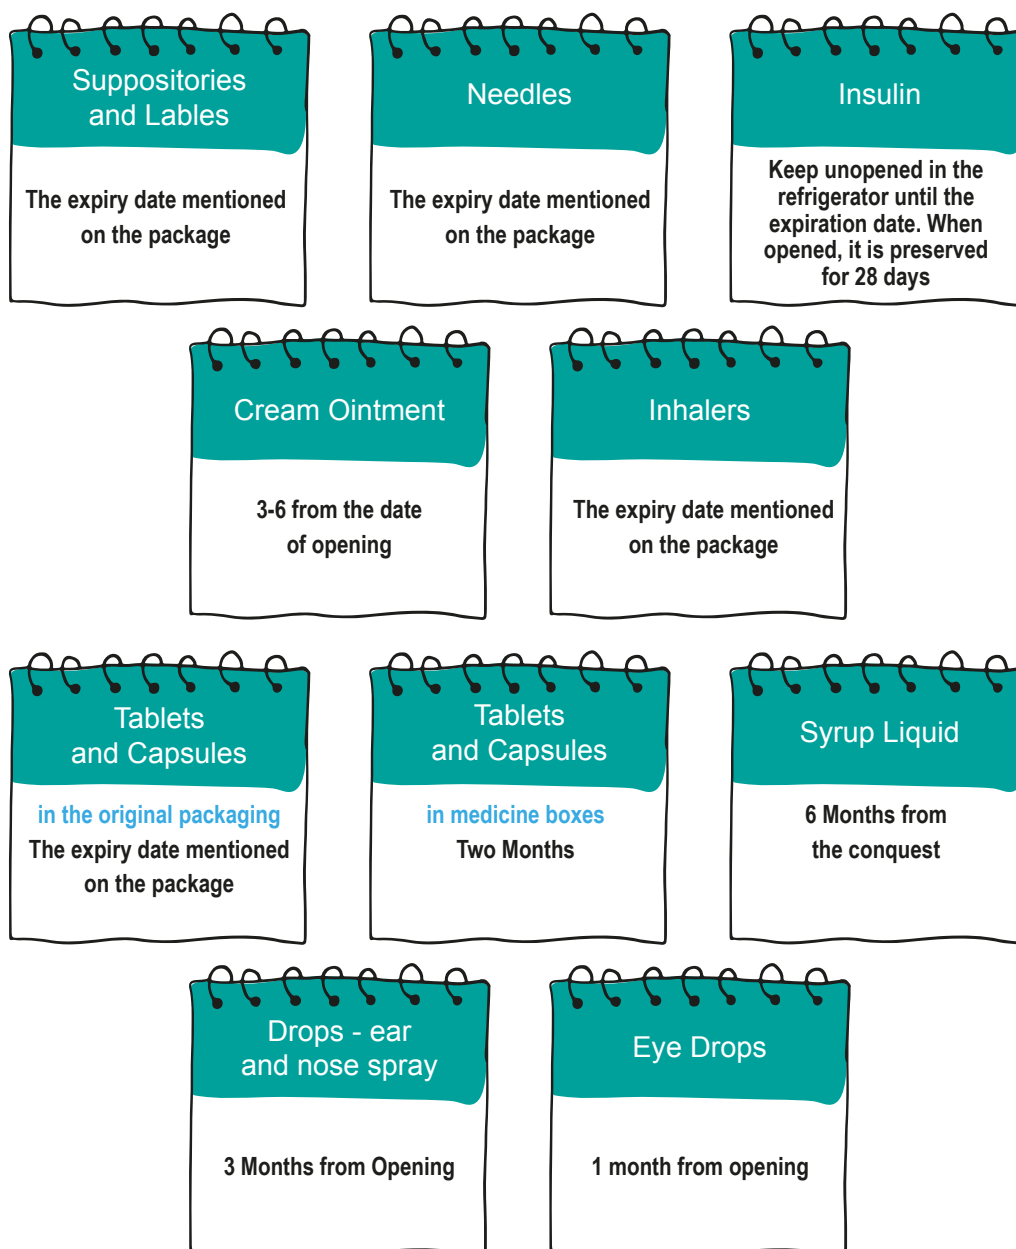 Suppositories
and Lables
The expiry date mentioned
on the package
Needles
The expiry date mentioned
on the package
Insulin
Keep unopened in the
refrigerator until the
expiration date. When
opened, it is preserved
for 28 days
Cream Ointment
3-6 from the date
of opening
Inhalers
The expiry date mentioned
on the package
Tablets
and Capsules
in the original packaging
The expiry date mentioned
on the package
Tablets
and Capsules
in medicine boxes
Two Months
Syrup Liquid
6 Months from
the conquest
Drops - ear
and nose spray
3 Months from Opening
Eye Drops
1 month from opening